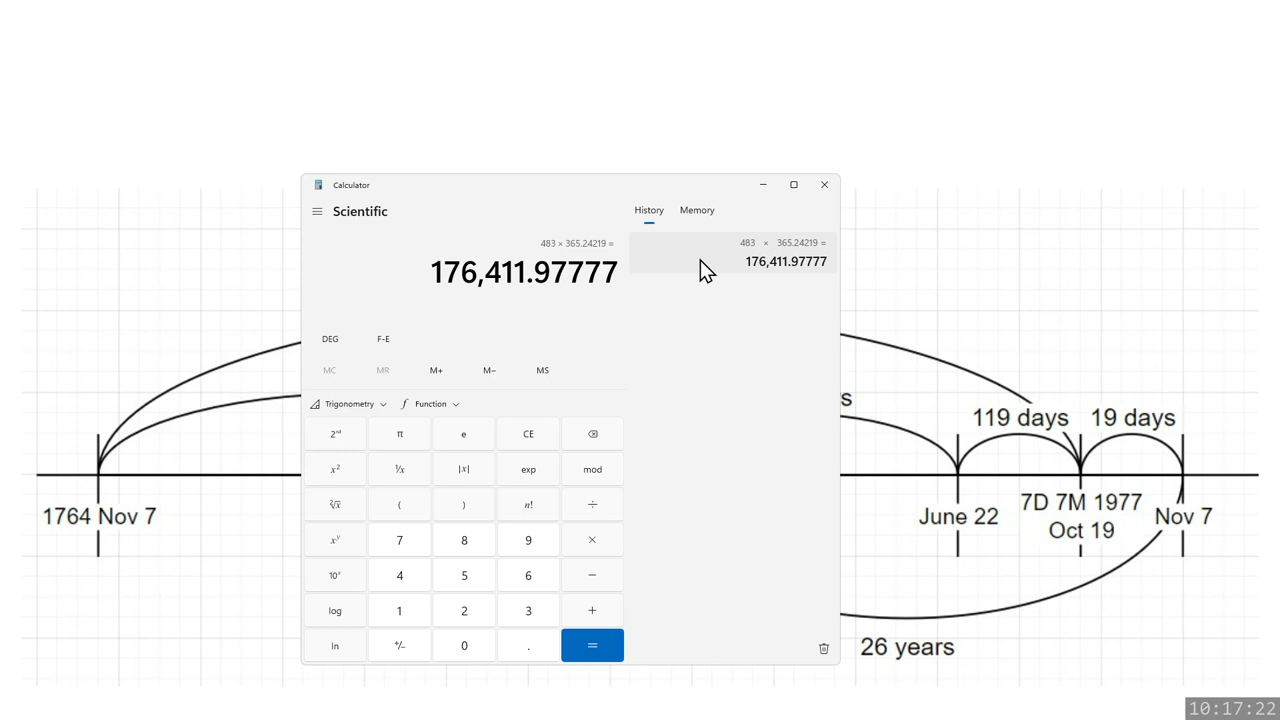 Calculator
Scientific
History Memory
483 × 365.24219 =
176,411.97777
483 × 365.24219 =
176,411.97777
DEG F-E
MC MR M+ M− MS
Trigonometry Function
2ⁿᵈ π e CE
x² ¹/x |x| exp mod
²√x ( ) n! ÷
xʸ 7 8 9 ×
10ˣ 4 5 6 −
log 1 2 3 +
ln ⁺/₋ 0 . =
s
119 days 19 days
1764 Nov 7
June 22
7D 7M 1977
Oct 19
Nov 7
26 years
10:17:22